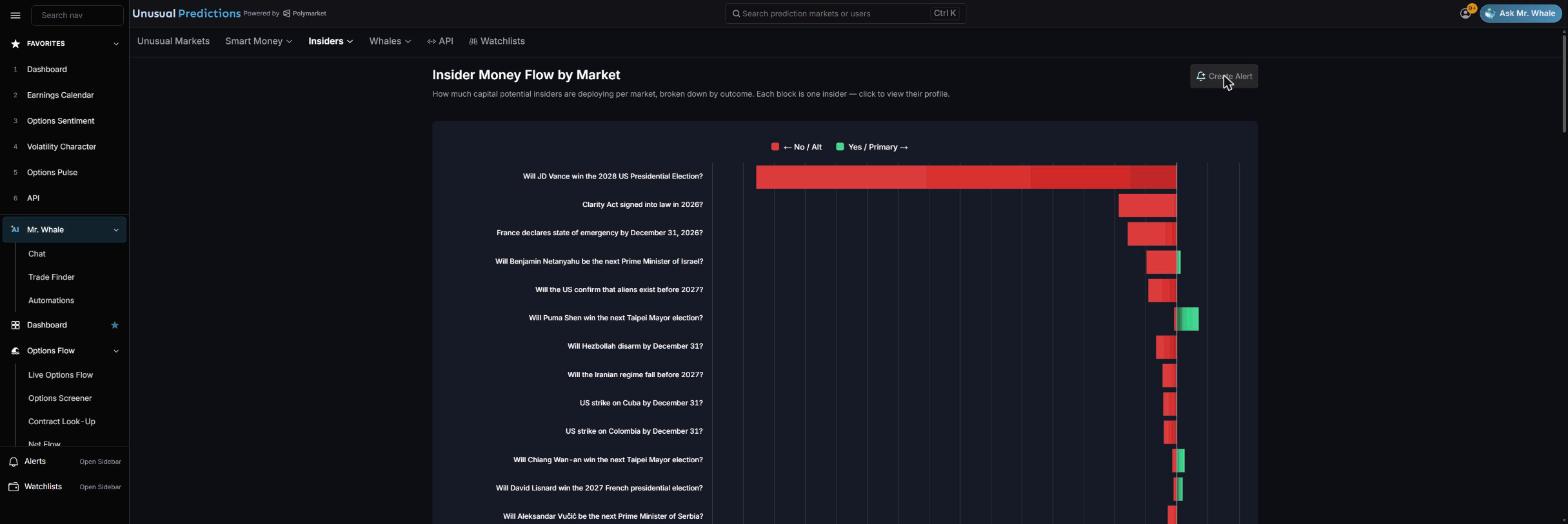 Search nav
Unusual Predictions Powered by Polymarket
Search prediction markets or users Ctrl K
9+
Ask Mr. Whale
FAVORITES
1 Dashboard
2 Earnings Calendar
3 Options Sentiment
4 Volatility Character
5 Options Pulse
6 API
AI Mr. Whale
Chat
Trade Finder
Automations
Dashboard
Options Flow
Live Options Flow
Options Screener
Contract Look-Up
Net Flow
Alerts Open Sidebar
Watchlists Open Sidebar
Unusual Markets Smart Money Insiders Whales API Watchlists
Insider Money Flow by Market
Create Alert
How much capital potential insiders are deploying per market, broken down by outcome. Each block is one insider — click to view their profile.
← No / Alt Yes / Primary →
Will JD Vance win the 2028 US Presidential Election?
Clarity Act signed into law in 2026?
France declares state of emergency by December 31, 2026?
Will Benjamin Netanyahu be the next Prime Minister of Israel?
Will the US confirm that aliens exist before 2027?
Will Puma Shen win the next Taipei Mayor election?
Will Hezbollah disarm by December 31?
Will the Iranian regime fall before 2027?
US strike on Cuba by December 31?
US strike on Colombia by December 31?
Will Chiang Wan-an win the next Taipei Mayor election?
Will David Lisnard win the 2027 French presidential election?
Will Aleksandar Vučić be the next Prime Minister of Serbia?